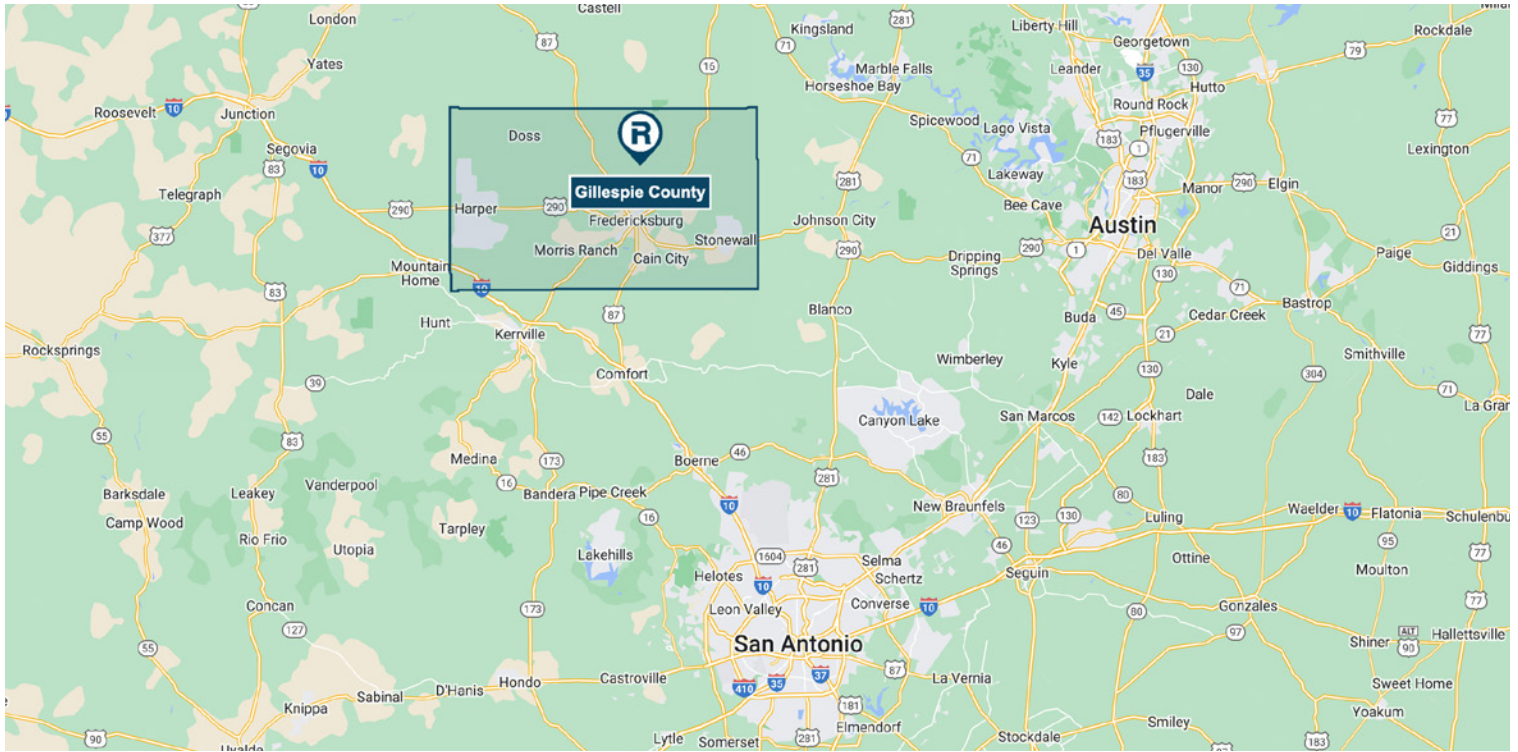 London
Castell
87
281
Kingsland
71
Liberty Hill
Georgetown
79
Rockdale
Yates
16
Marble Falls
Leander
35
130
Hutto
Horseshoe Bay
Roosevelt
10
Junction
R
Round Rock
77
Doss
Spicewood
Lago Vista
183
Pflugerville
1
Lexington
Segovia
10
83
71
Lakeway
183
Telegraph
Gillespie County
281
Manor
290
Elgin
290
Harper
290
Bee Cave
Fredericksburg
Johnson City
Austin
377
Stonewall
290
Morris Ranch
Cain City
290
1
Del Valle
21
Paige
Dripping
Springs
130
Giddings
Mountain
Home
10
83
71
Bastrop
87
Blanco
Buda
45
Cedar Creek
Hunt
Kerrville
21
77
Rocksprings
Wimberley
Kyle
Smithville
Comfort
130
304
39
Dale
71
San Marcos
142
Lockhart
La Gran
Canyon Lake
55
83
183
Medina
173
Boerne
46
16
281
Vanderpool
Barksdale
Leakey
Bandera
Pipe Creek
80
10
New Braunfels
Waelder
10
Flatonia
Schulenbu
16
123
130
Luling
Camp Wood
Tarpley
Rio Frio
Utopia
Lakehills
1604
46
95
281
Selma
Ottine
77
Helotes
Schertz
Seguin
Moulton
10
Leon Valley
Converse
10
80
Gonzales
77
Concan
173
127
97
ALT
90
Shiner
Hallettsville
San Antonio
55
87
Castroville
La Vernia
Hondo
410
35
37
Sweet Home
D'Hanis
Sabinal
Knippa
181
Yoakum
Elmendorf
Smiley
90
Uvalde
Lytle
Somerset
281
Stockdale
183